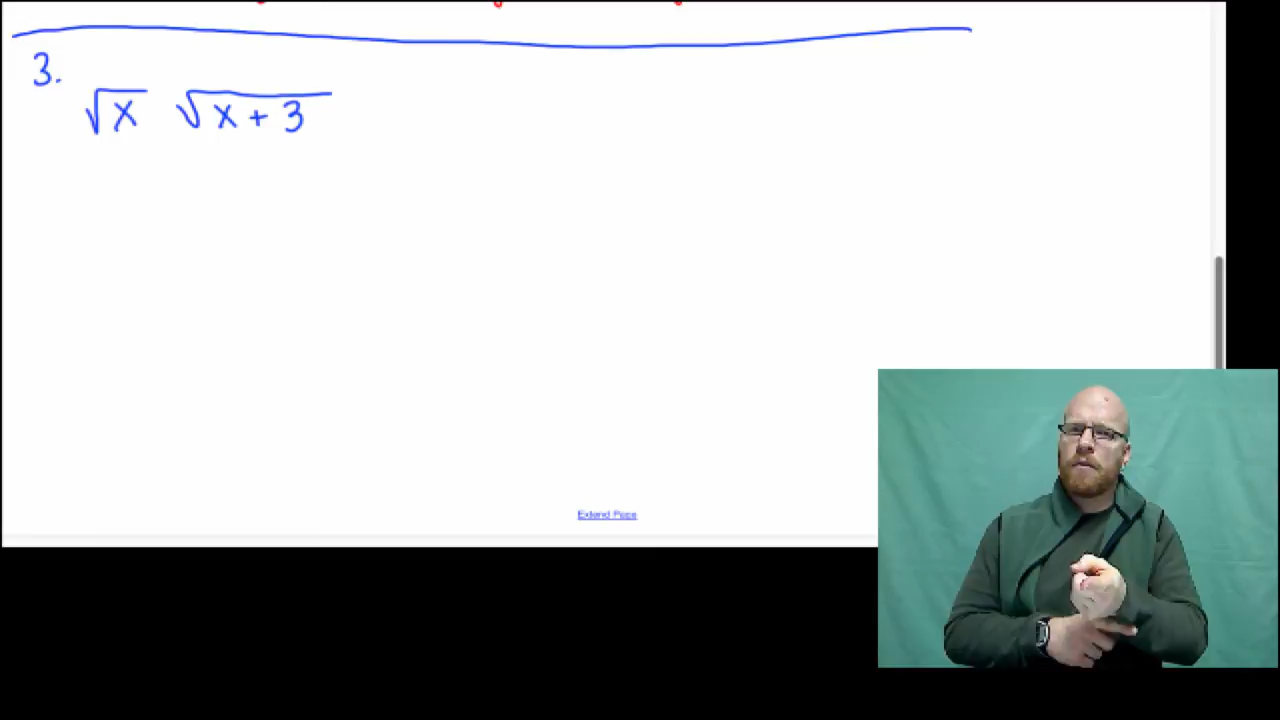 3.
√x √x + 3
Extend Page